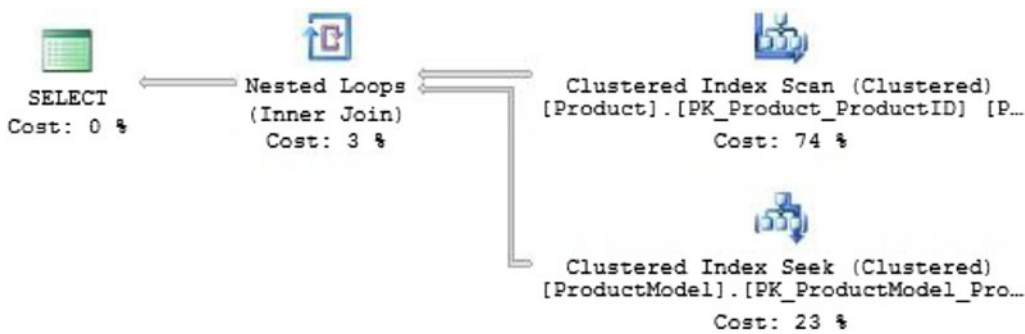 SELECT
Cost: 0 %
Nested Loops
(Inner Join)
Cost: 3 %
Clustered Index Scan (Clustered)
[Product].[PK_Product_ProductID] [P…
Cost: 74 %
Clustered Index Seek (Clustered)
[ProductModel].[PK_ProductModel_Pro…
Cost: 23 %